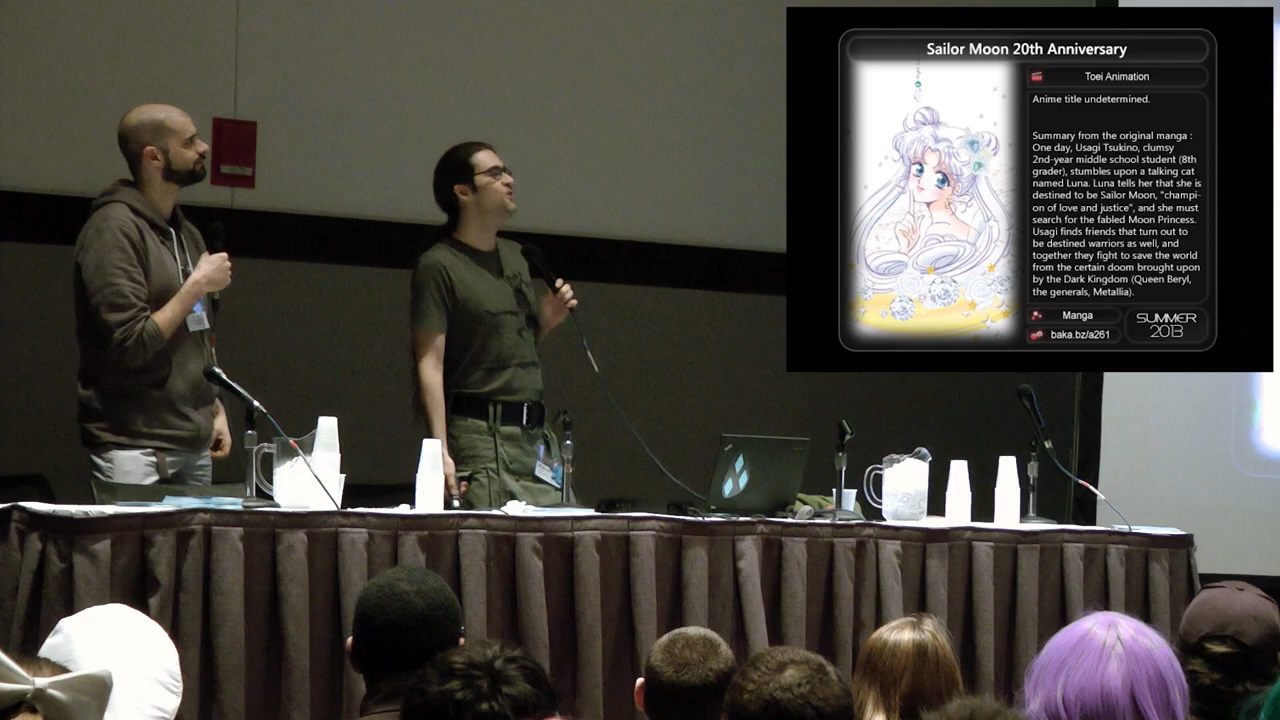 Sailor Moon 20th Anniversary
Toei Animation
Anime title undetermined.
Summary from the original manga :
One day, Usagi Tsukino, clumsy
2nd-year middle school student (8th
grader), stumbles upon a talking cat
named Luna. Luna tells her that she is
destined to be Sailor Moon, "champi-
on of love and justice", and she must
search for the fabled Moon Princess.
Usagi finds friends that turn out to
be destined warriors as well, and
together they fight to save the world
from the certain doom brought upon
by the Dark Kingdom (Queen Beryl,
the generals, Metallia).
Manga
baka.bz/a261
SUMMER
2013